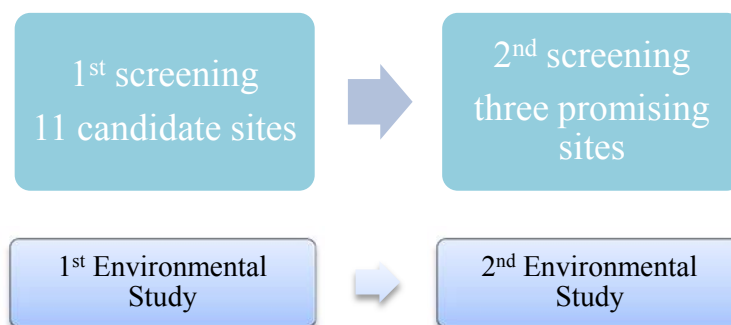 1st screening
11 candidate sites
2nd screening
three promising
sites
1st Environmental
Study
2nd Environmental
Study